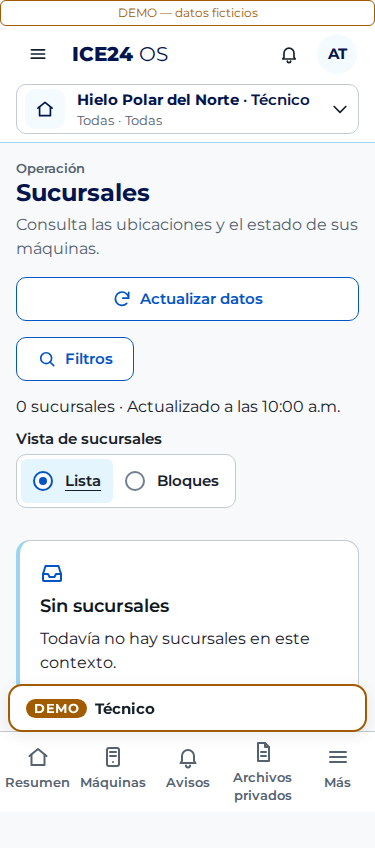 DEMO — datos ficticios
ICE24 OS
AT
Hielo Polar del Norte · Técnico
Todas · Todas
Operación
Sucursales
Consulta las ubicaciones y el estado de sus
máquinas.
Actualizar datos
Filtros
0 sucursales · Actualizado a las 10:00 a.m.
Vista de sucursales
Lista
Bloques
Sin sucursales
Todavía no hay sucursales en este
contexto.
DEMO Técnico
Resumen
Máquinas
Avisos
Archivos
privados
Más